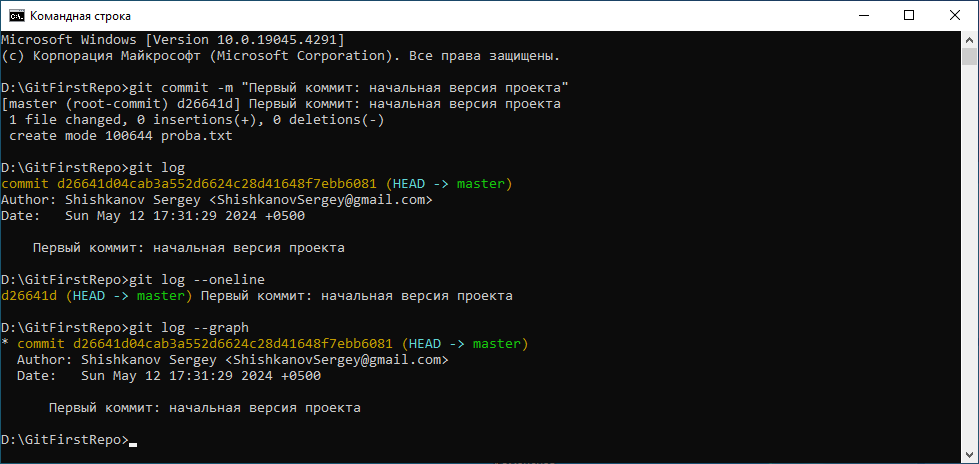 Командная строка
Microsoft Windows [Version 10.0.19045.4291]
(c) Корпорация Майкрософт (Microsoft Corporation). Все права защищены.
D:\GitFirstRepo>git commit -m "Первый коммит: начальная версия проекта"
[master (root-commit) d26641d] Первый коммит: начальная версия проекта
 1 file changed, 0 insertions(+), 0 deletions(-)
 create mode 100644 proba.txt
D:\GitFirstRepo>git log
commit d26641d04cab3a552d6624c28d41648f7ebb6081 (HEAD -> master)
Author: Shishkanov Sergey <ShishkanovSergey@gmail.com>
Date:   Sun May 12 17:31:29 2024 +0500
    Первый коммит: начальная версия проекта
D:\GitFirstRepo>git log --oneline
d26641d (HEAD -> master) Первый коммит: начальная версия проекта
D:\GitFirstRepo>git log --graph
* commit d26641d04cab3a552d6624c28d41648f7ebb6081 (HEAD -> master)
  Author: Shishkanov Sergey <ShishkanovSergey@gmail.com>
  Date:   Sun May 12 17:31:29 2024 +0500
      Первый коммит: начальная версия проекта
D:\GitFirstRepo>